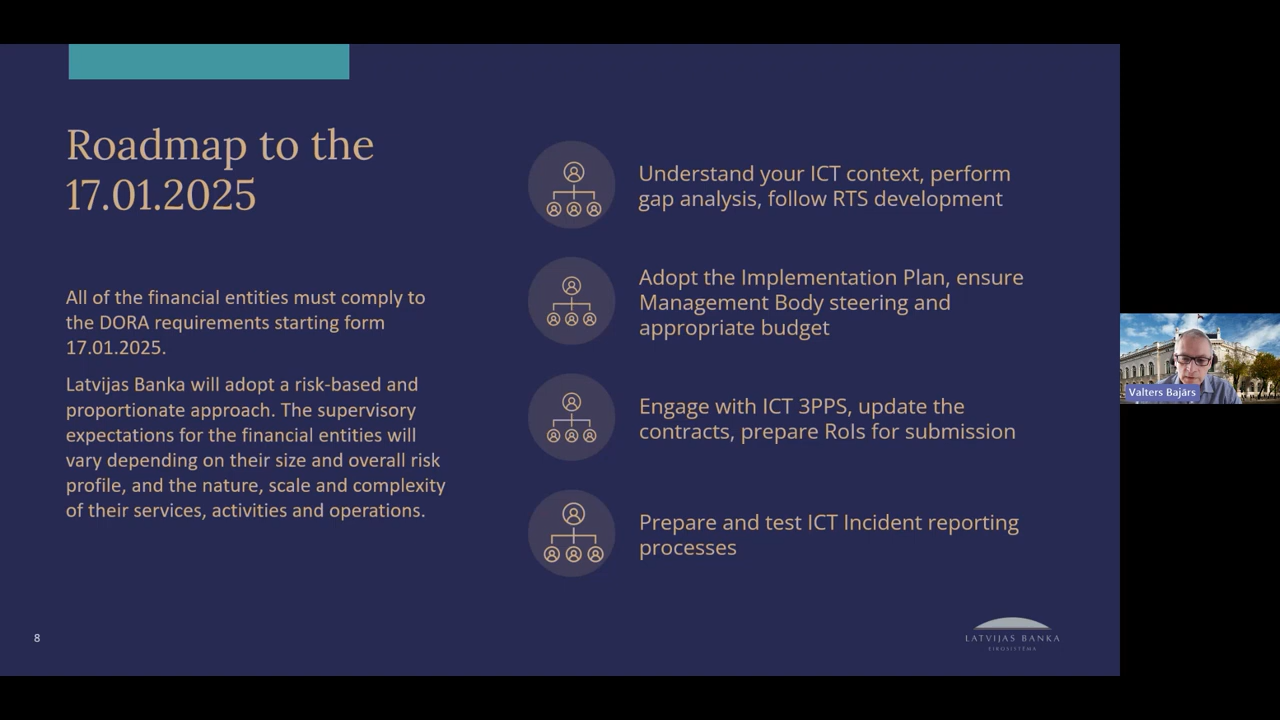 Roadmap to the
17.01.2025
All of the financial entities must comply to
the DORA requirements starting form
17.01.2025.
Latvijas Banka will adopt a risk-based and
proportionate approach. The supervisory
expectations for the financial entities will
vary depending on their size and overall risk
profile, and the nature, scale and complexity
of their services, activities and operations.
Understand your ICT context, perform
gap analysis, follow RTS development
Adopt the Implementation Plan, ensure
Management Body steering and
appropriate budget
Engage with ICT 3PPS, update the
contracts, prepare RoIs for submission
Prepare and test ICT Incident reporting
processes
8
LATVIJAS BANKA
EIROSISTĒMA
Valters Bajārs